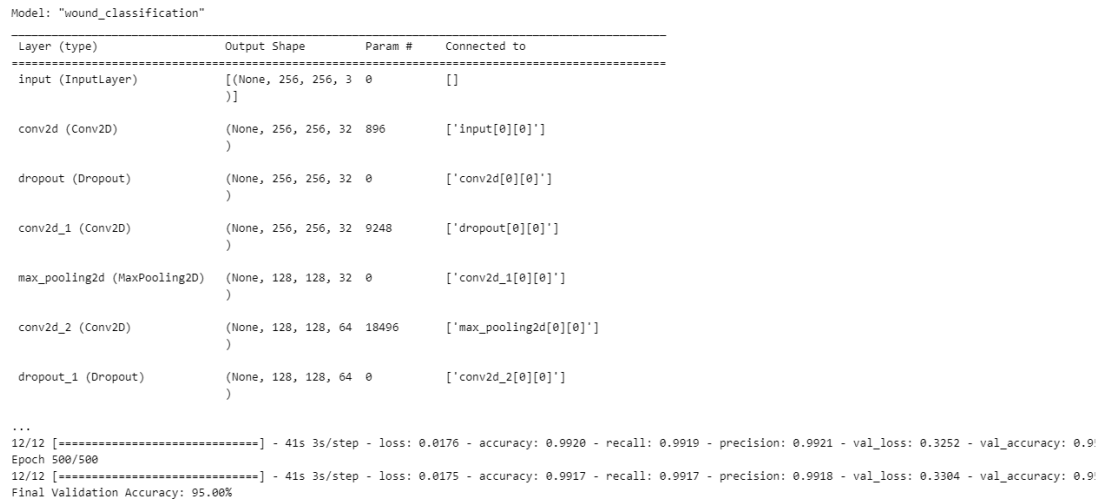 Model: "wound_classification"
Layer (type) Output Shape Param # Connected to
input (InputLayer) [(None, 256, 256, 3 0 []
)]
conv2d (Conv2D) (None, 256, 256, 32 896 ['input[0][0]']
)
dropout (Dropout) (None, 256, 256, 32 0 ['conv2d[0][0]']
)
conv2d_1 (Conv2D) (None, 256, 256, 32 9248 ['dropout[0][0]']
)
max_pooling2d (MaxPooling2D) (None, 128, 128, 32 0 ['conv2d_1[0][0]']
)
conv2d_2 (Conv2D) (None, 128, 128, 64 18496 ['max_pooling2d[0][0]']
)
dropout_1 (Dropout) (None, 128, 128, 64 0 ['conv2d_2[0][0]']
)
...
12/12 [==============================] - 41s 3s/step - loss: 0.0176 - accuracy: 0.9920 - recall: 0.9919 - precision: 0.9921 - val_loss: 0.3252 - val_accuracy: 0.9
Epoch 500/500
12/12 [==============================] - 41s 3s/step - loss: 0.0175 - accuracy: 0.9917 - recall: 0.9917 - precision: 0.9918 - val_loss: 0.3304 - val_accuracy: 0.9
Final Validation Accuracy: 95.00%